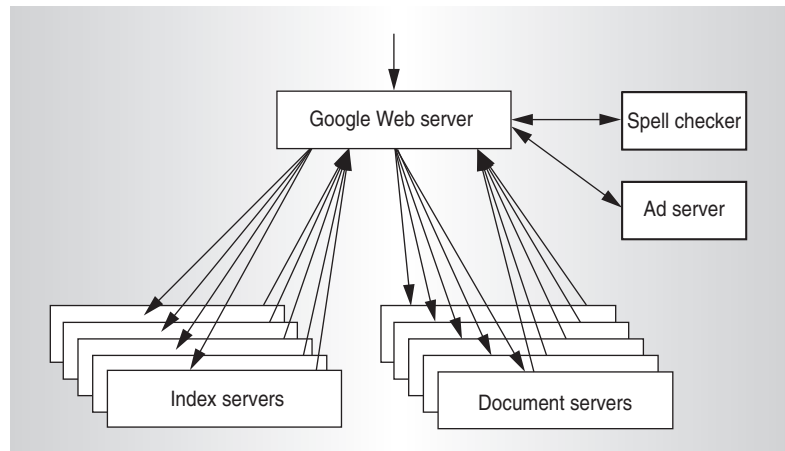 Google Web server
Spell checker
Ad server
Index servers
Document servers